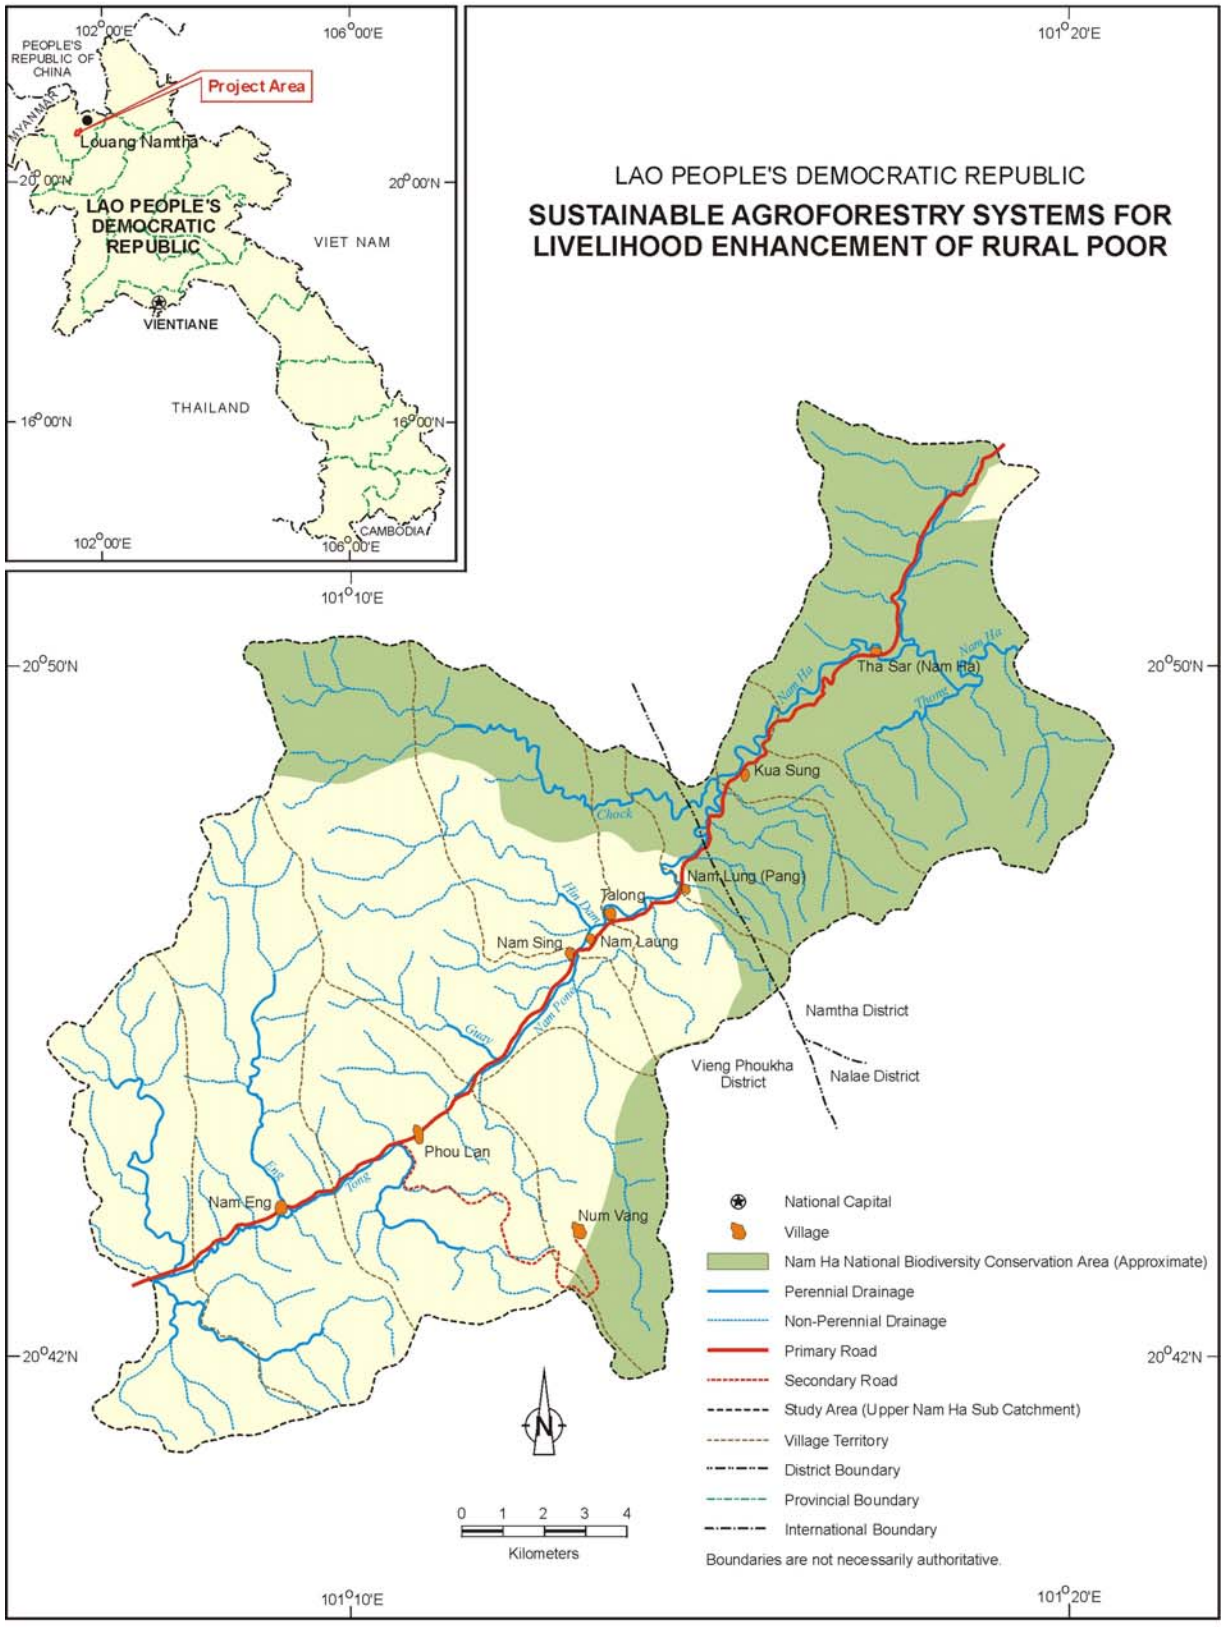 102°00'E
106°00'E
PEOPLE'S
REPUBLIC OF
CHINA
MYANMAR
Project Area
Louang Namtha
20°00'N
20°00'N
LAO PEOPLE'S
DEMOCRATIC
REPUBLIC
VIET NAM
VIENTIANE
THAILAND
16°00'N
16°00'N
CAMBODIA
102°00'E
106°00'E
101°20'E
LAO PEOPLE'S DEMOCRATIC REPUBLIC
SUSTAINABLE AGROFORESTRY SYSTEMS FOR
LIVELIHOOD ENHANCEMENT OF RURAL POOR
101°10'E
20°50'N
20°50'N
Nam Ha
Tha Sar (Nam Ha)
Nam Ha
Thong
Kua Sung
Chock
Nam Lung (Pang)
Hin Dam
Talong
Nam Sing
Nam Laung
Nam Pono
Guay
Namtha District
Vieng Phoukha
District
Nalae District
Phou Lan
Eng
Tong
Nam Eng
Num Vang
National Capital
Village
Nam Ha National Biodiversity Conservation Area (Approximate)
Perennial Drainage
Non-Perennial Drainage
Primary Road
Secondary Road
Study Area (Upper Nam Ha Sub Catchment)
Village Territory
District Boundary
Provincial Boundary
International Boundary
Boundaries are not necessarily authoritative.
20°42'N
20°42'N
N
0 1 2 3 4
Kilometers
101°10'E
101°20'E